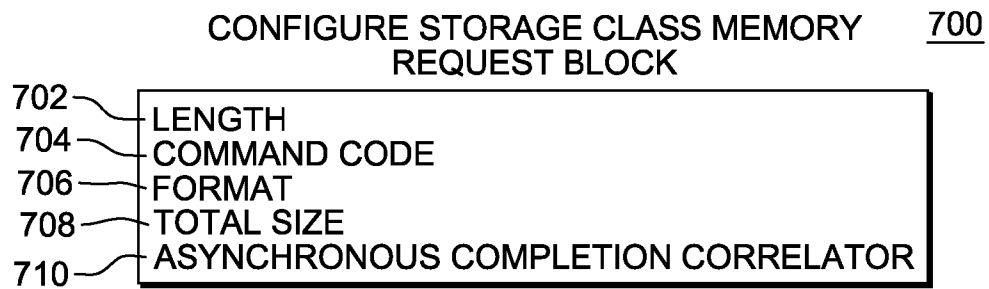 CONFIGURE STORAGE CLASS MEMORY 700
REQUEST BLOCK
702 LENGTH
704 COMMAND CODE
706 FORMAT
708 TOTAL SIZE
710 ASYNCHRONOUS COMPLETION CORRELATOR